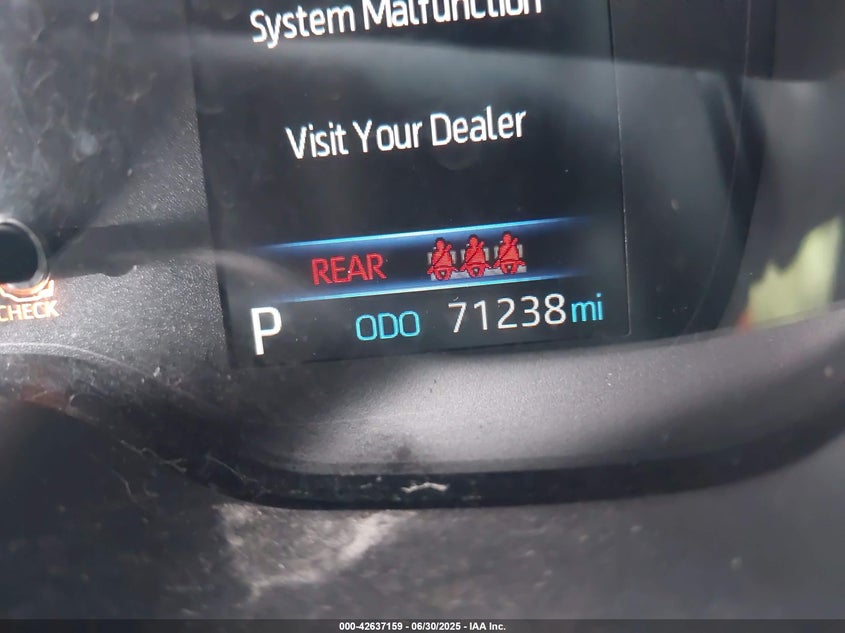 System Malfunction
Visit Your Dealer
REAR
P ODO 71238 mi
CHECK
000-42637159 - 06/30/2025 - IAA Inc.